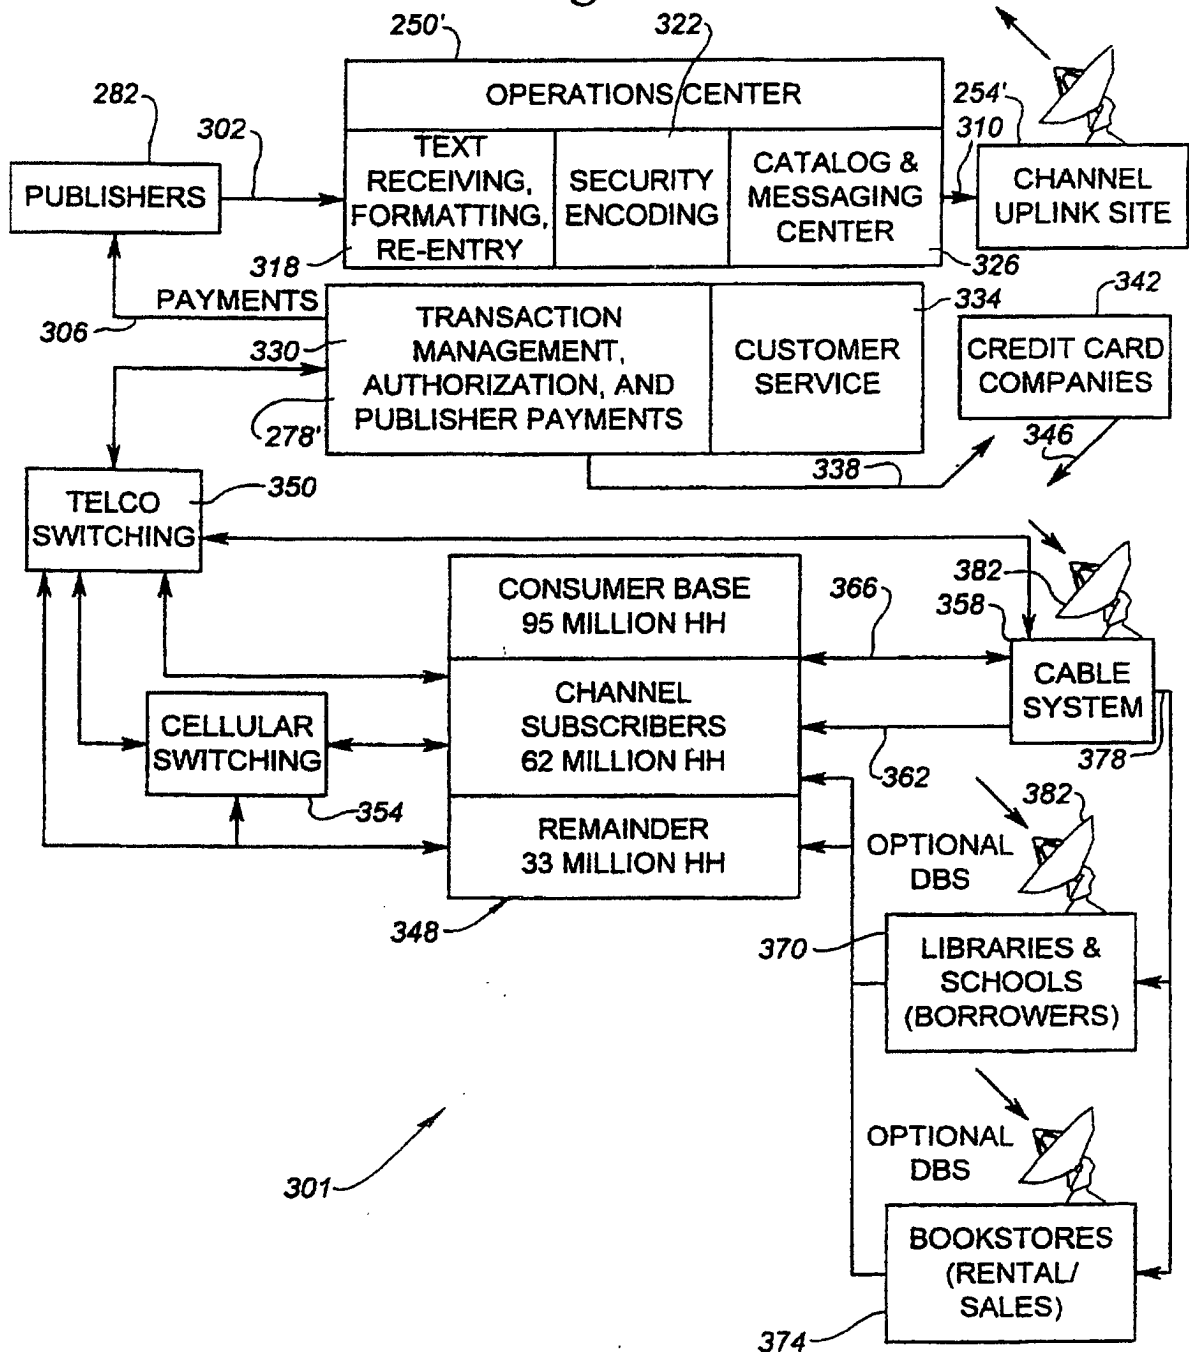 250'
322
282
302
OPERATIONS CENTER
254'
310
PUBLISHERS
TEXT
RECEIVING,
FORMATTING,
RE-ENTRY
318
SECURITY
ENCODING
CATALOG &
MESSAGING
CENTER
326
CHANNEL
UPLINK SITE
PAYMENTS
306
330
TRANSACTION
MANAGEMENT,
AUTHORIZATION, AND
PUBLISHER PAYMENTS
278'
CUSTOMER
SERVICE
334
342
CREDIT CARD
COMPANIES
346
338
TELCO
SWITCHING
350
CONSUMER BASE
95 MILLION HH
366
382
358
CABLE
SYSTEM
CHANNEL
SUBSCRIBERS
62 MILLION HH
CELLULAR
SWITCHING
354
362
378
REMAINDER
33 MILLION HH
348
382
OPTIONAL
DBS
370
LIBRARIES &
SCHOOLS
(BORROWERS)
301
OPTIONAL
DBS
BOOKSTORES
(RENTAL/
SALES)
374